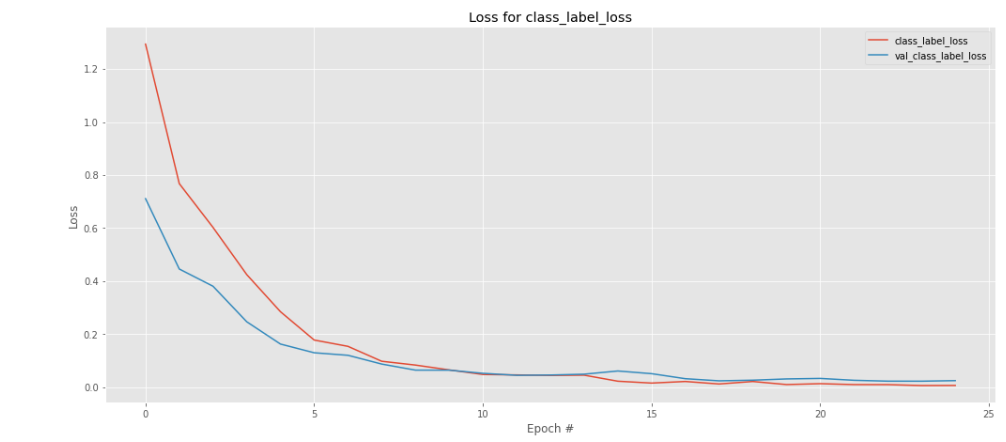 Loss for class_label_loss
class_label_loss
val_class_label_loss
1.2
1.0
0.8
0.6
0.4
0.2
0.0
Loss
0 5 10 15 20 25
Epoch #